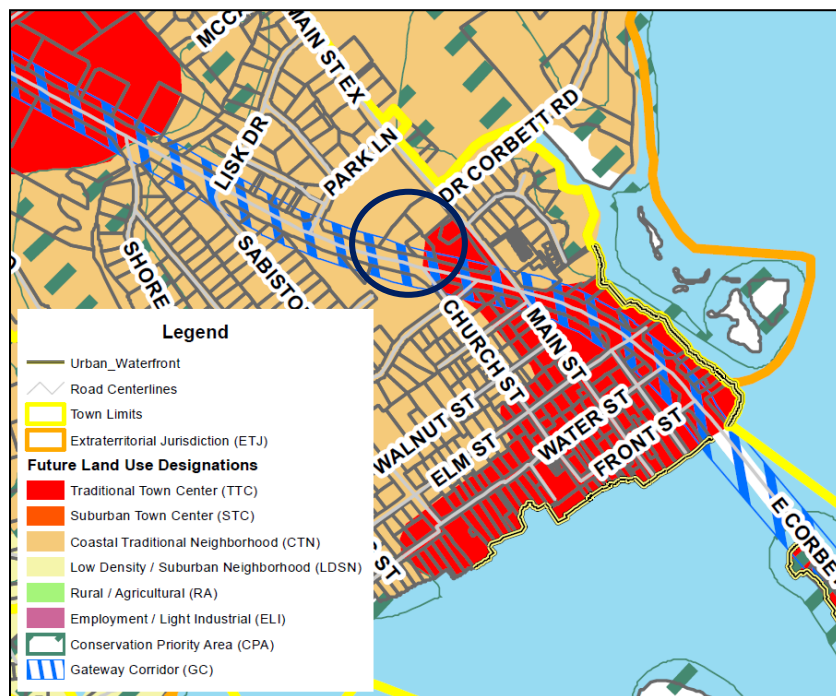 MCCA
MAIN ST EX
LISK DR
PARK LN
DR CORBETT RD
SHORE
SABISTO
CHURCH ST
MAIN ST
WALNUT ST
ELM ST
WATER ST
FRONT ST
ST
E CORBE
Legend
Urban_Waterfront
Road Centerlines
Town Limits
Extraterritorial Jurisdiction (ETJ)
Future Land Use Designations
Traditional Town Center (TTC)
Suburban Town Center (STC)
Coastal Traditional Neighborhood (CTN)
Low Density / Suburban Neighborhood (LDSN)
Rural / Agricultural (RA)
Employment / Light Industrial (ELI)
Conservation Priority Area (CPA)
Gateway Corridor (GC)